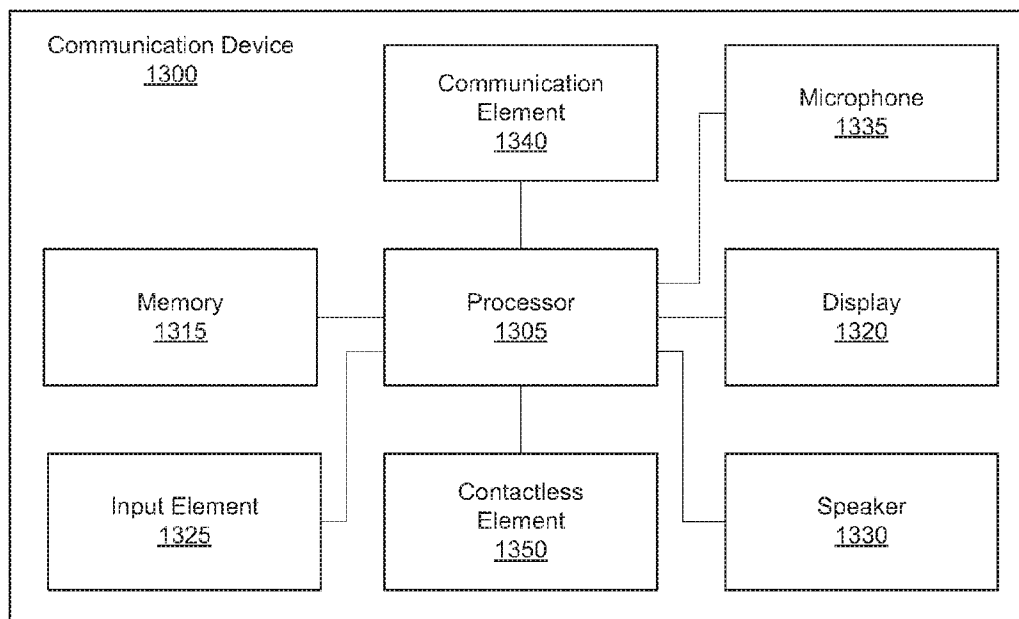 Communication Device
1300
Communication
Element
1340
Microphone
1335
Memory
1315
Processor
1305
Display
1320
Input Element
1325
Contactless
Element
1350
Speaker
1330